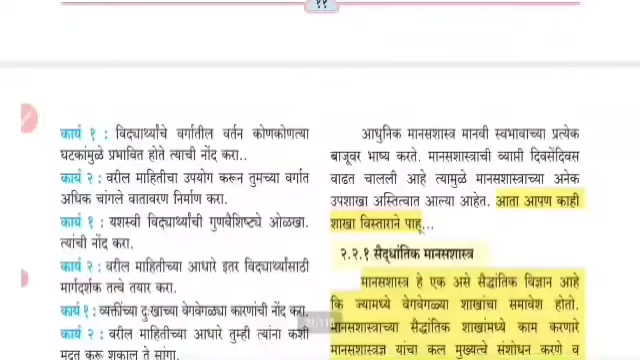 ११
कार्य १ : विद्यार्थ्यांचे वर्गातील वर्तन कोणकोणत्या
घटकांमुळे प्रभावित होते त्याची नोंद करा..
कार्य २ : वरील माहितीचा उपयोग करून तुमच्या वर्गात
अधिक चांगले वातावरण निर्माण करा.
कार्य १ : यशस्वी विद्यार्थ्यांची गुणवैशिष्ट्ये ओळखा.
त्यांची नोंद करा.
कार्य २ : वरील माहितीच्या आधारे इतर विद्यार्थ्यांसाठी
मार्गदर्शक तत्वे तयार करा.
कार्य १ : व्यक्तींच्या दुःखाच्या वेगवेगळ्या कारणांची नोंद करा.
कार्य २ : वरील माहितीच्या आधारे तुम्ही त्यांना कशी
मदत करू शकाल ते सांगा.
आधुनिक मानसशास्त्र मानवी स्वभावाच्या प्रत्येक
बाजूवर भाष्य करते. मानसशास्त्राची व्याप्ती दिवसेंदिवस
वाढत चालली आहे त्यामुळे मानसशास्त्राच्या अनेक
उपशाखा अस्तित्वात आल्या आहेत. आता आपण काही
शाखा विस्ताराने पाहू...
२.२.१ सैद्धांतिक मानसशास्त्र
मानसशास्त्र हे एक असे सैद्धांतिक विज्ञान आहे
कि ज्यामध्ये वेगवेगळ्या शाखांचा समावेश होतो.
मानसशास्त्राच्या सैद्धांतिक शाखांमध्ये काम करणारे
मानसशास्त्रज्ञ यांचा कल मुख्यत्वे संशोधन करणे व